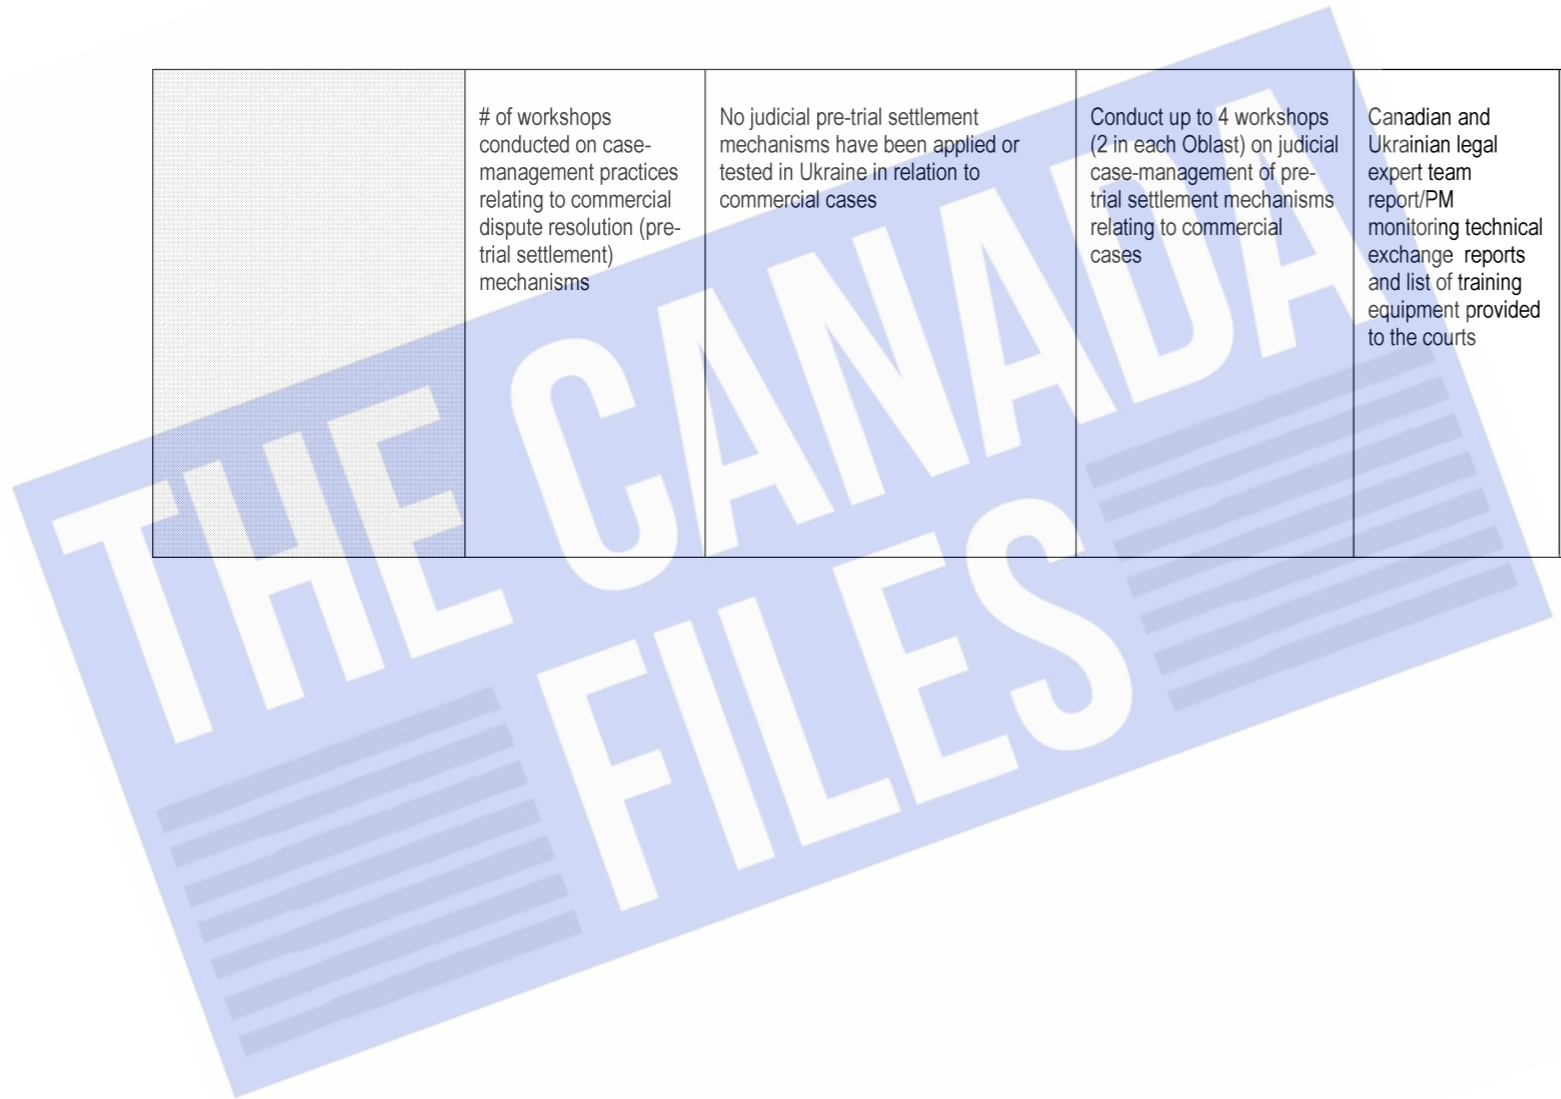 # of workshops
conducted on case-
management practices
relating to commercial
dispute resolution (pre-
trial settlement)
mechanisms
No judicial pre-trial settlement
mechanisms have been applied or
tested in Ukraine in relation to
commercial cases
Conduct up to 4 workshops
(2 in each Oblast) on judicial
case-management of pre-
trial settlement mechanisms
relating to commercial
cases
Canadian and
Ukrainian legal
expert team
report/PM
monitoring technical
exchange reports
and list of training
equipment provided
to the courts
THE CANADA
FILES